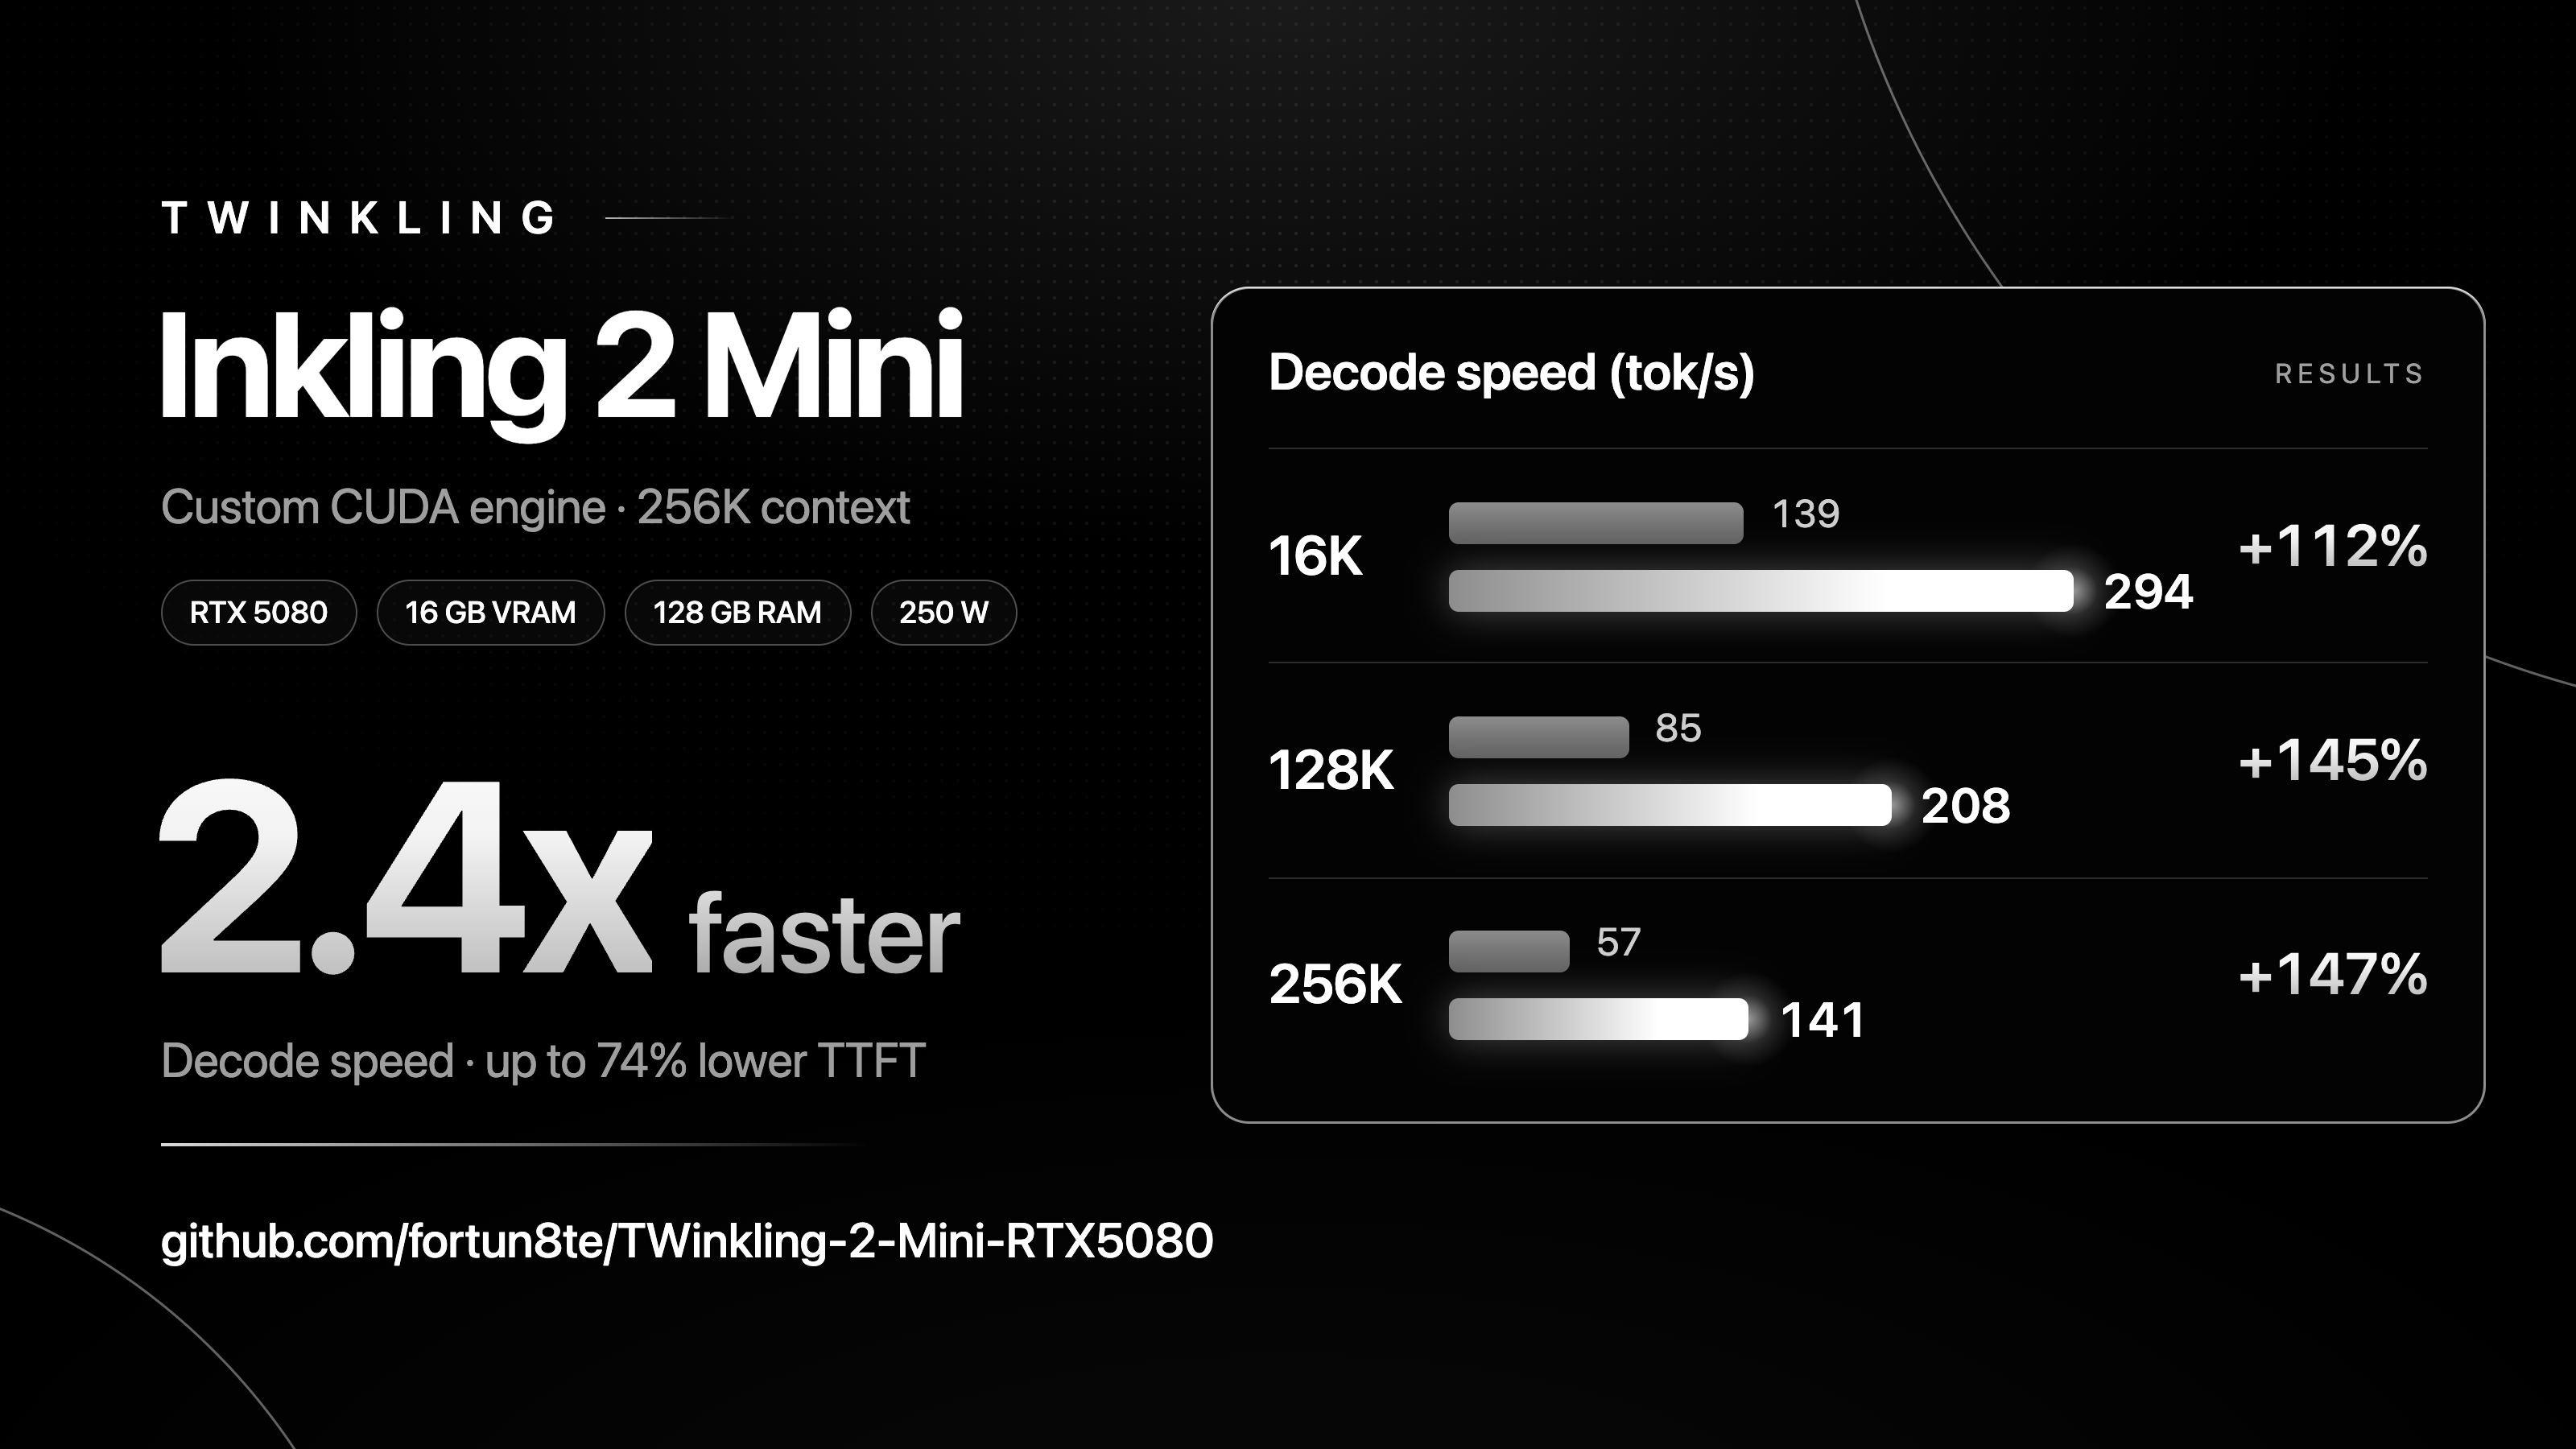 TWINKLING
Inkling 2 Mini
Custom CUDA engine · 256K context
RTX 5080
16 GB VRAM
128 GB RAM
250 W
2.4x faster
Decode speed · up to 74% lower TTFT
github.com/fortun8te/TWinkling-2-Mini-RTX5080
Decode speed (tok/s)
RESULTS
16K
139
294
+112%
128K
85
208
+145%
256K
57
141
+147%